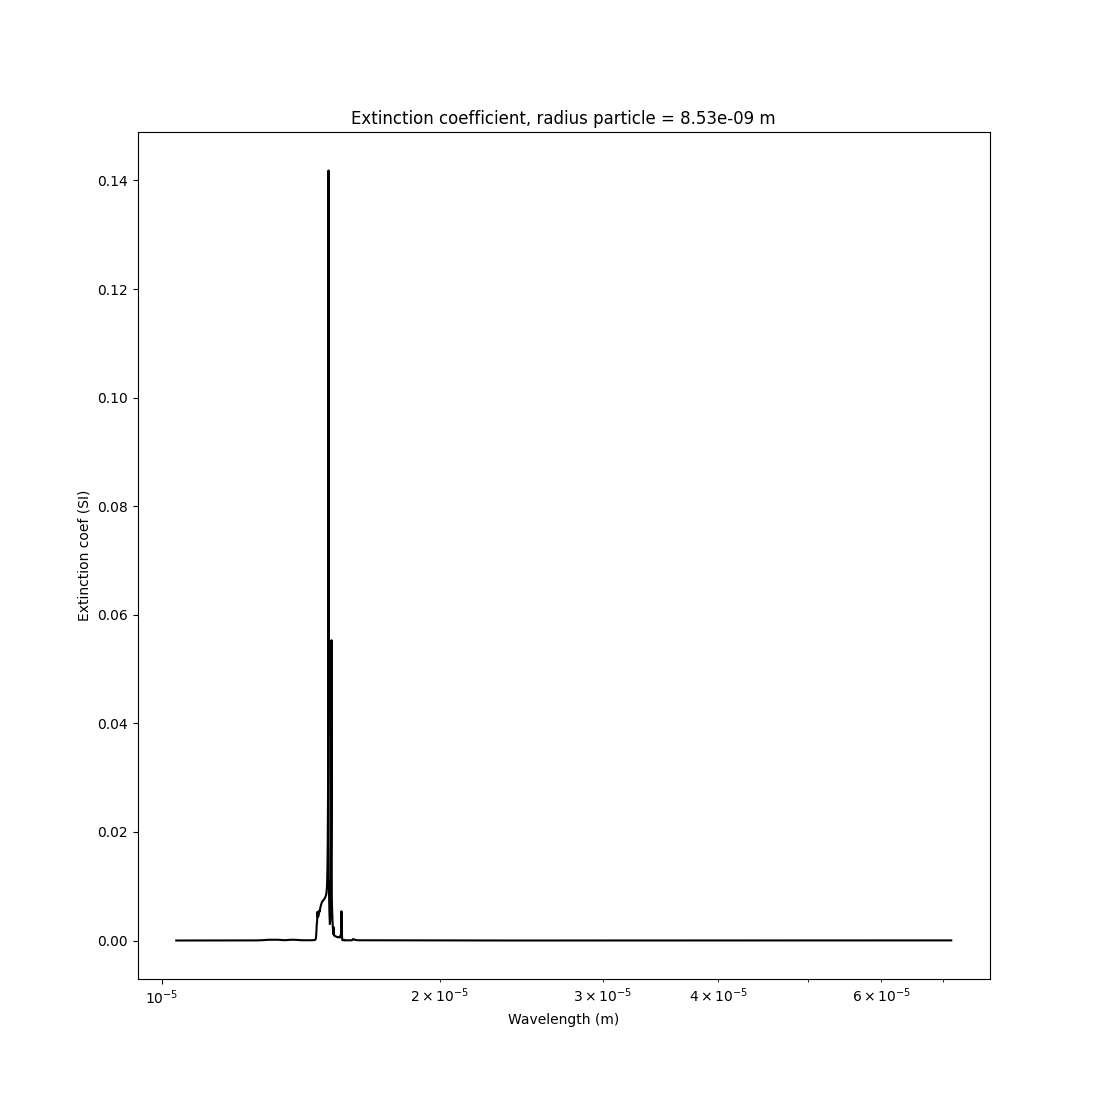 Extinction coefficient, radius particle = 8.53e-09 m
0.14
0.12
0.10
0.08
0.06
0.04
0.02
0.00
Extinction coef (SI)
10⁻⁵
2 × 10⁻⁵
3 × 10⁻⁵
4 × 10⁻⁵
6 × 10⁻⁵
Wavelength (m)